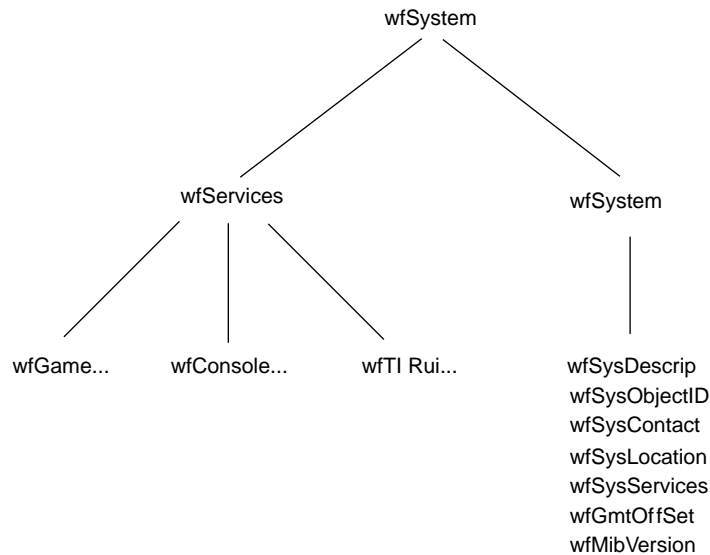 wfSystem
wfServices
wfSystem
wfGame...
wfConsole...
wfTI Rui...
wfSysDescrip
wfSysObjectID
wfSysContact
wfSysLocation
wfSysServices
wfGmtOffSet
wfMibVersion